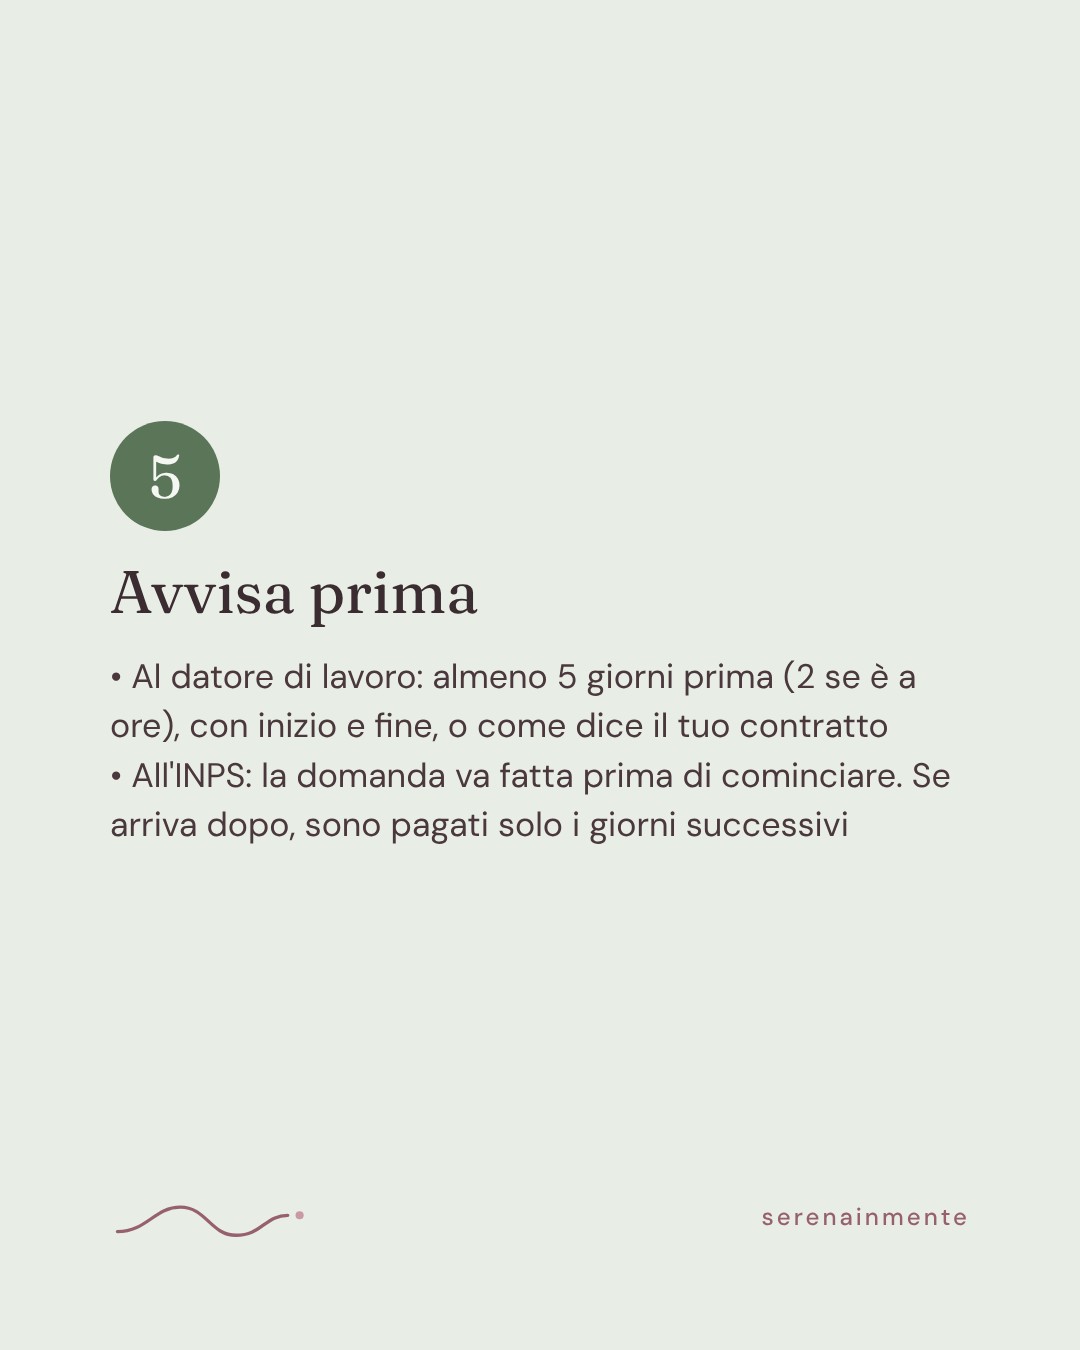 5
Avvisa prima
• Al datore di lavoro: almeno 5 giorni prima (2 se è a
ore), con inizio e fine, o come dice il tuo contratto
• All'INPS: la domanda va fatta prima di cominciare. Se
arriva dopo, sono pagati solo i giorni successivi
serenainmente